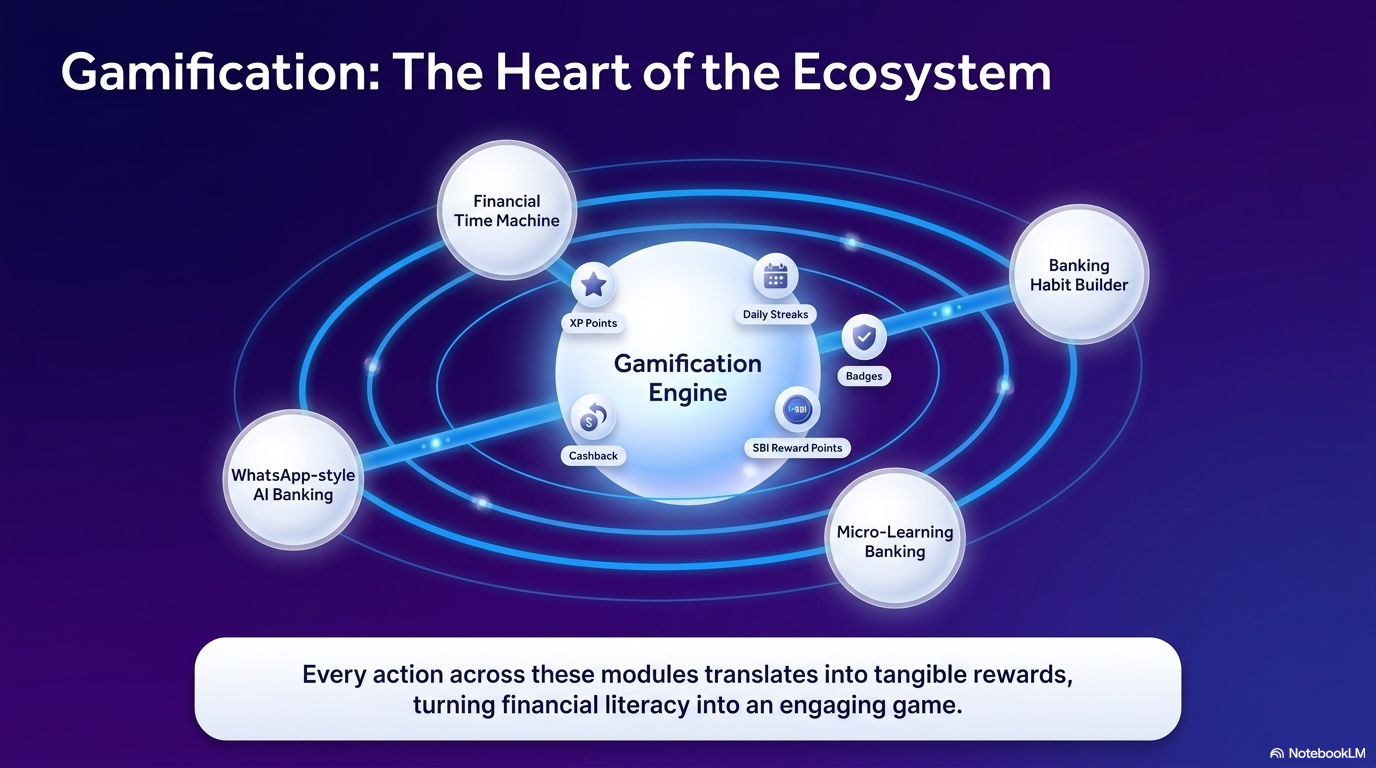 Gamification: The Heart of the Ecosystem
Financial
Time Machine
Banking
Habit Builder
XP Points
Daily Streaks
Gamification
Engine
Badges
SBI
Cashback
SBI Reward Points
WhatsApp-style
AI Banking
Micro-Learning
Banking
Every action across these modules translates into tangible rewards,
turning financial literacy into an engaging game.
NotebookLM